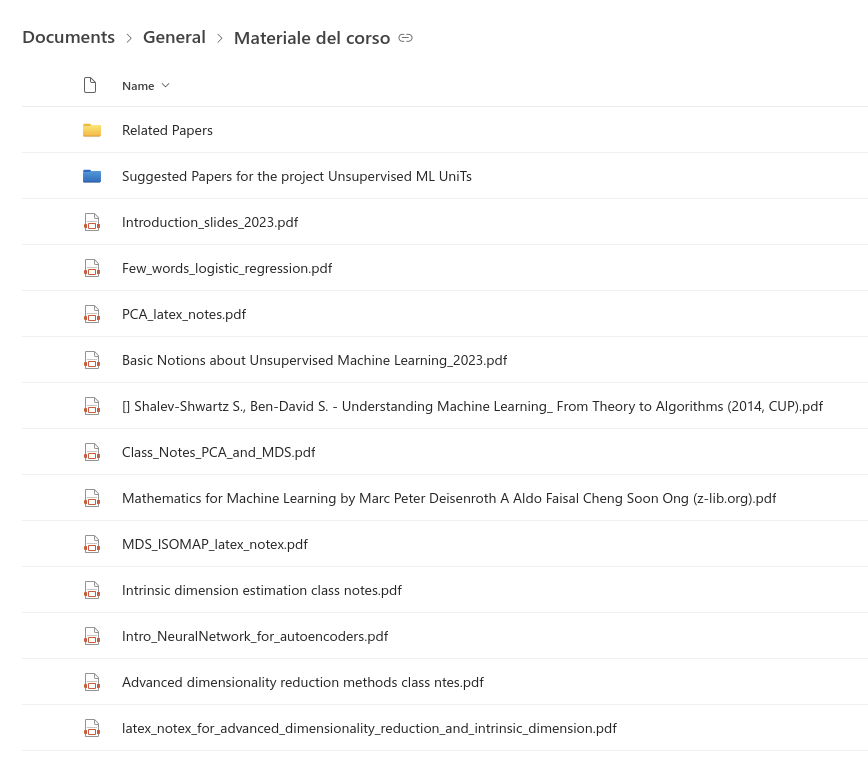 Documents > General > Materiale del corso
Name
Related Papers
Suggested Papers for the project Unsupervised ML UniTs
Introduction_slides_2023.pdf
Few_words_logistic_regression.pdf
PCA_latex_notes.pdf
Basic Notions about Unsupervised Machine Learning_2023.pdf
[] Shalev-Shwartz S., Ben-David S. - Understanding Machine Learning_ From Theory to Algorithms (2014, CUP).pdf
Class_Notes_PCA_and_MDS.pdf
Mathematics for Machine Learning by Marc Peter Deisenroth A Aldo Faisal Cheng Soon Ong (z-lib.org).pdf
MDS_ISOMAP_latex_notex.pdf
Intrinsic dimension estimation class notes.pdf
Intro_NeuralNetwork_for_autoencoders.pdf
Advanced dimensionality reduction methods class ntes.pdf
latex_notex_for_advanced_dimensionality_reduction_and_intrinsic_dimension.pdf